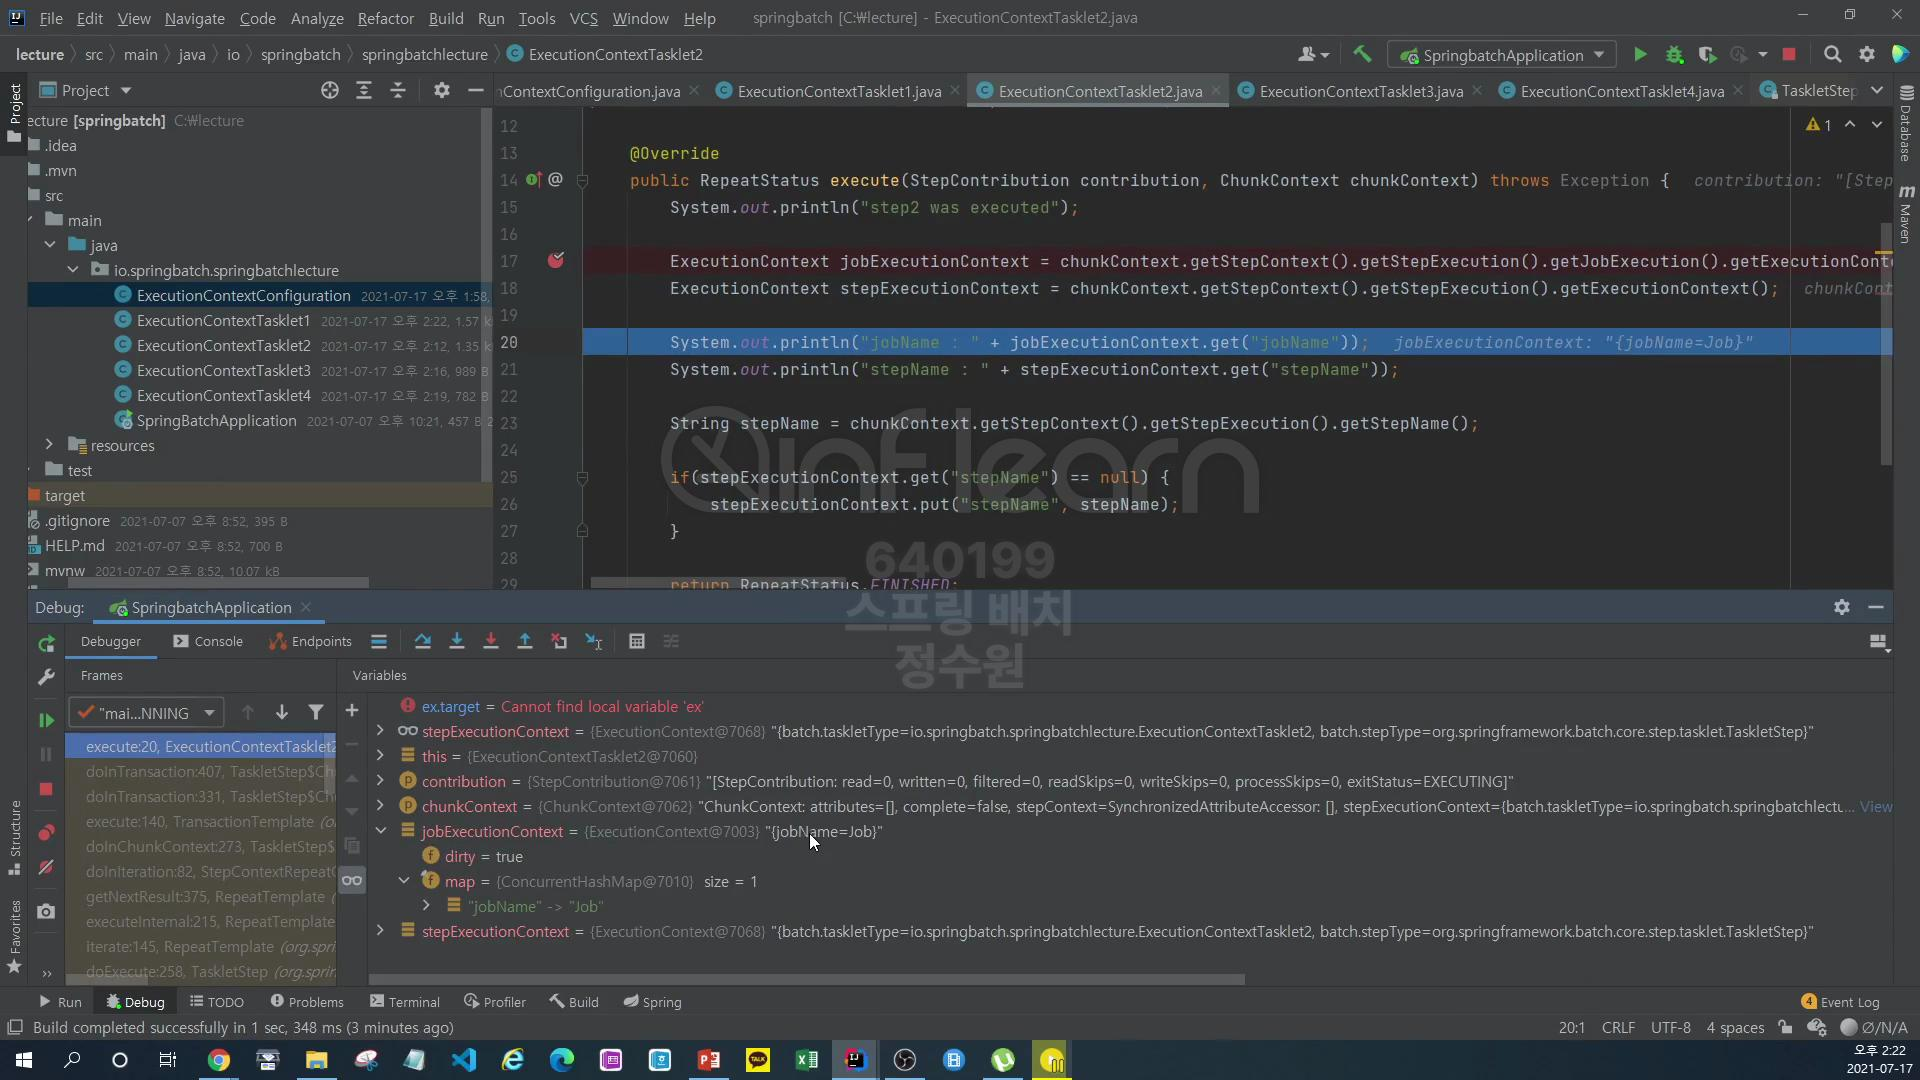 File Edit View Navigate Code Analyze Refactor Build Run Tools VCS Window Help springbatch [C:₩lecture] - ExecutionContextTasklet2.java
lecture src main java io springbatch springbatchlecture ExecutionContextTasklet2 SpringbatchApplication
Project nContextConfiguration.java ExecutionContextTasklet1.java ExecutionContextTasklet2.java ExecutionContextTasklet3.java ExecutionContextTasklet4.java TaskletStep
Project
Database
Maven
ecture [springbatch] C:₩lecture
.idea
.mvn
src
main
java
io.springbatch.springbatchlecture
ExecutionContextConfiguration 2021-07-17 오후 1:58,
ExecutionContextTasklet1 2021-07-17 오후 2:22, 1.57 k
ExecutionContextTasklet2 2021-07-17 오후 2:12, 1.35 k
ExecutionContextTasklet3 2021-07-17 오후 2:16, 989 B
ExecutionContextTasklet4 2021-07-17 오후 2:19, 782 B
SpringBatchApplication 2021-07-07 오후 10:21, 457 B 2
resources
test
target
.gitignore 2021-07-07 오후 8:52, 395 B
HELP.md 2021-07-07 오후 8:52, 700 B
mvnw 2021-07-07 오후 8:52, 10.07 kB
1
12
13 @Override
14 @ public RepeatStatus execute(StepContribution contribution, ChunkContext chunkContext) throws Exception { contribution: "[Step
15 System.out.println("step2 was executed");
16
17 ExecutionContext jobExecutionContext = chunkContext.getStepContext().getStepExecution().getJobExecution().getExecutionConte
18 ExecutionContext stepExecutionContext = chunkContext.getStepContext().getStepExecution().getExecutionContext(); chunkCont
19
20 System.out.println("jobName : " + jobExecutionContext.get("jobName")); jobExecutionContext: "{jobName=Job}"
21 System.out.println("stepName : " + stepExecutionContext.get("stepName"));
22
23 String stepName = chunkContext.getStepContext().getStepExecution().getStepName();
24
25 if(stepExecutionContext.get("stepName") == null) {
26 stepExecutionContext.put("stepName", stepName);
27 }
28
29 return RepeatStatus.FINISHED;
inflearn
640199
스프링 배치
정수원
Debug: SpringbatchApplication
Debugger Console Endpoints
Frames Variables
"mai...NNING
execute:20, ExecutionContextTasklet2
doInTransaction:407, TaskletStep$Ch
doInTransaction:331, TaskletStep$Ch
execute:140, TransactionTemplate
doInChunkContext:273, TaskletStep$
doIteration:82, StepContextRepeatC
getNextResult:375, RepeatTemplate
executeInternal:215, RepeatTemplate
iterate:145, RepeatTemplate (org.spri
doExecute:258, TaskletStep (org.sprin
ex.target = Cannot find local variable 'ex'
stepExecutionContext = {ExecutionContext@7068} "{batch.taskletType=io.springbatch.springbatchlecture.ExecutionContextTasklet2, batch.stepType=org.springframework.batch.core.step.tasklet.TaskletStep}"
this = {ExecutionContextTasklet2@7060}
contribution = {StepContribution@7061} "[StepContribution: read=0, written=0, filtered=0, readSkips=0, writeSkips=0, processSkips=0, exitStatus=EXECUTING]"
chunkContext = {ChunkContext@7062} "ChunkContext: attributes=[], complete=false, stepContext=SynchronizedAttributeAccessor: [], stepExecutionContext={batch.taskletType=io.springbatch.springbatchlectu... View
jobExecutionContext = {ExecutionContext@7003} "{jobName=Job}"
dirty = true
map = {ConcurrentHashMap@7010} size = 1
"jobName" -> "Job"
stepExecutionContext = {ExecutionContext@7068} "{batch.taskletType=io.springbatch.springbatchlecture.ExecutionContextTasklet2, batch.stepType=org.springframework.batch.core.step.tasklet.TaskletStep}"
Structure
Favorites
Run Debug TODO Problems Terminal Profiler Build Spring 4 Event Log
Build completed successfully in 1 sec, 348 ms (3 minutes ago) 20:1 CRLF UTF-8 4 spaces ∅/N/A
오후 2:22
2021-07-17